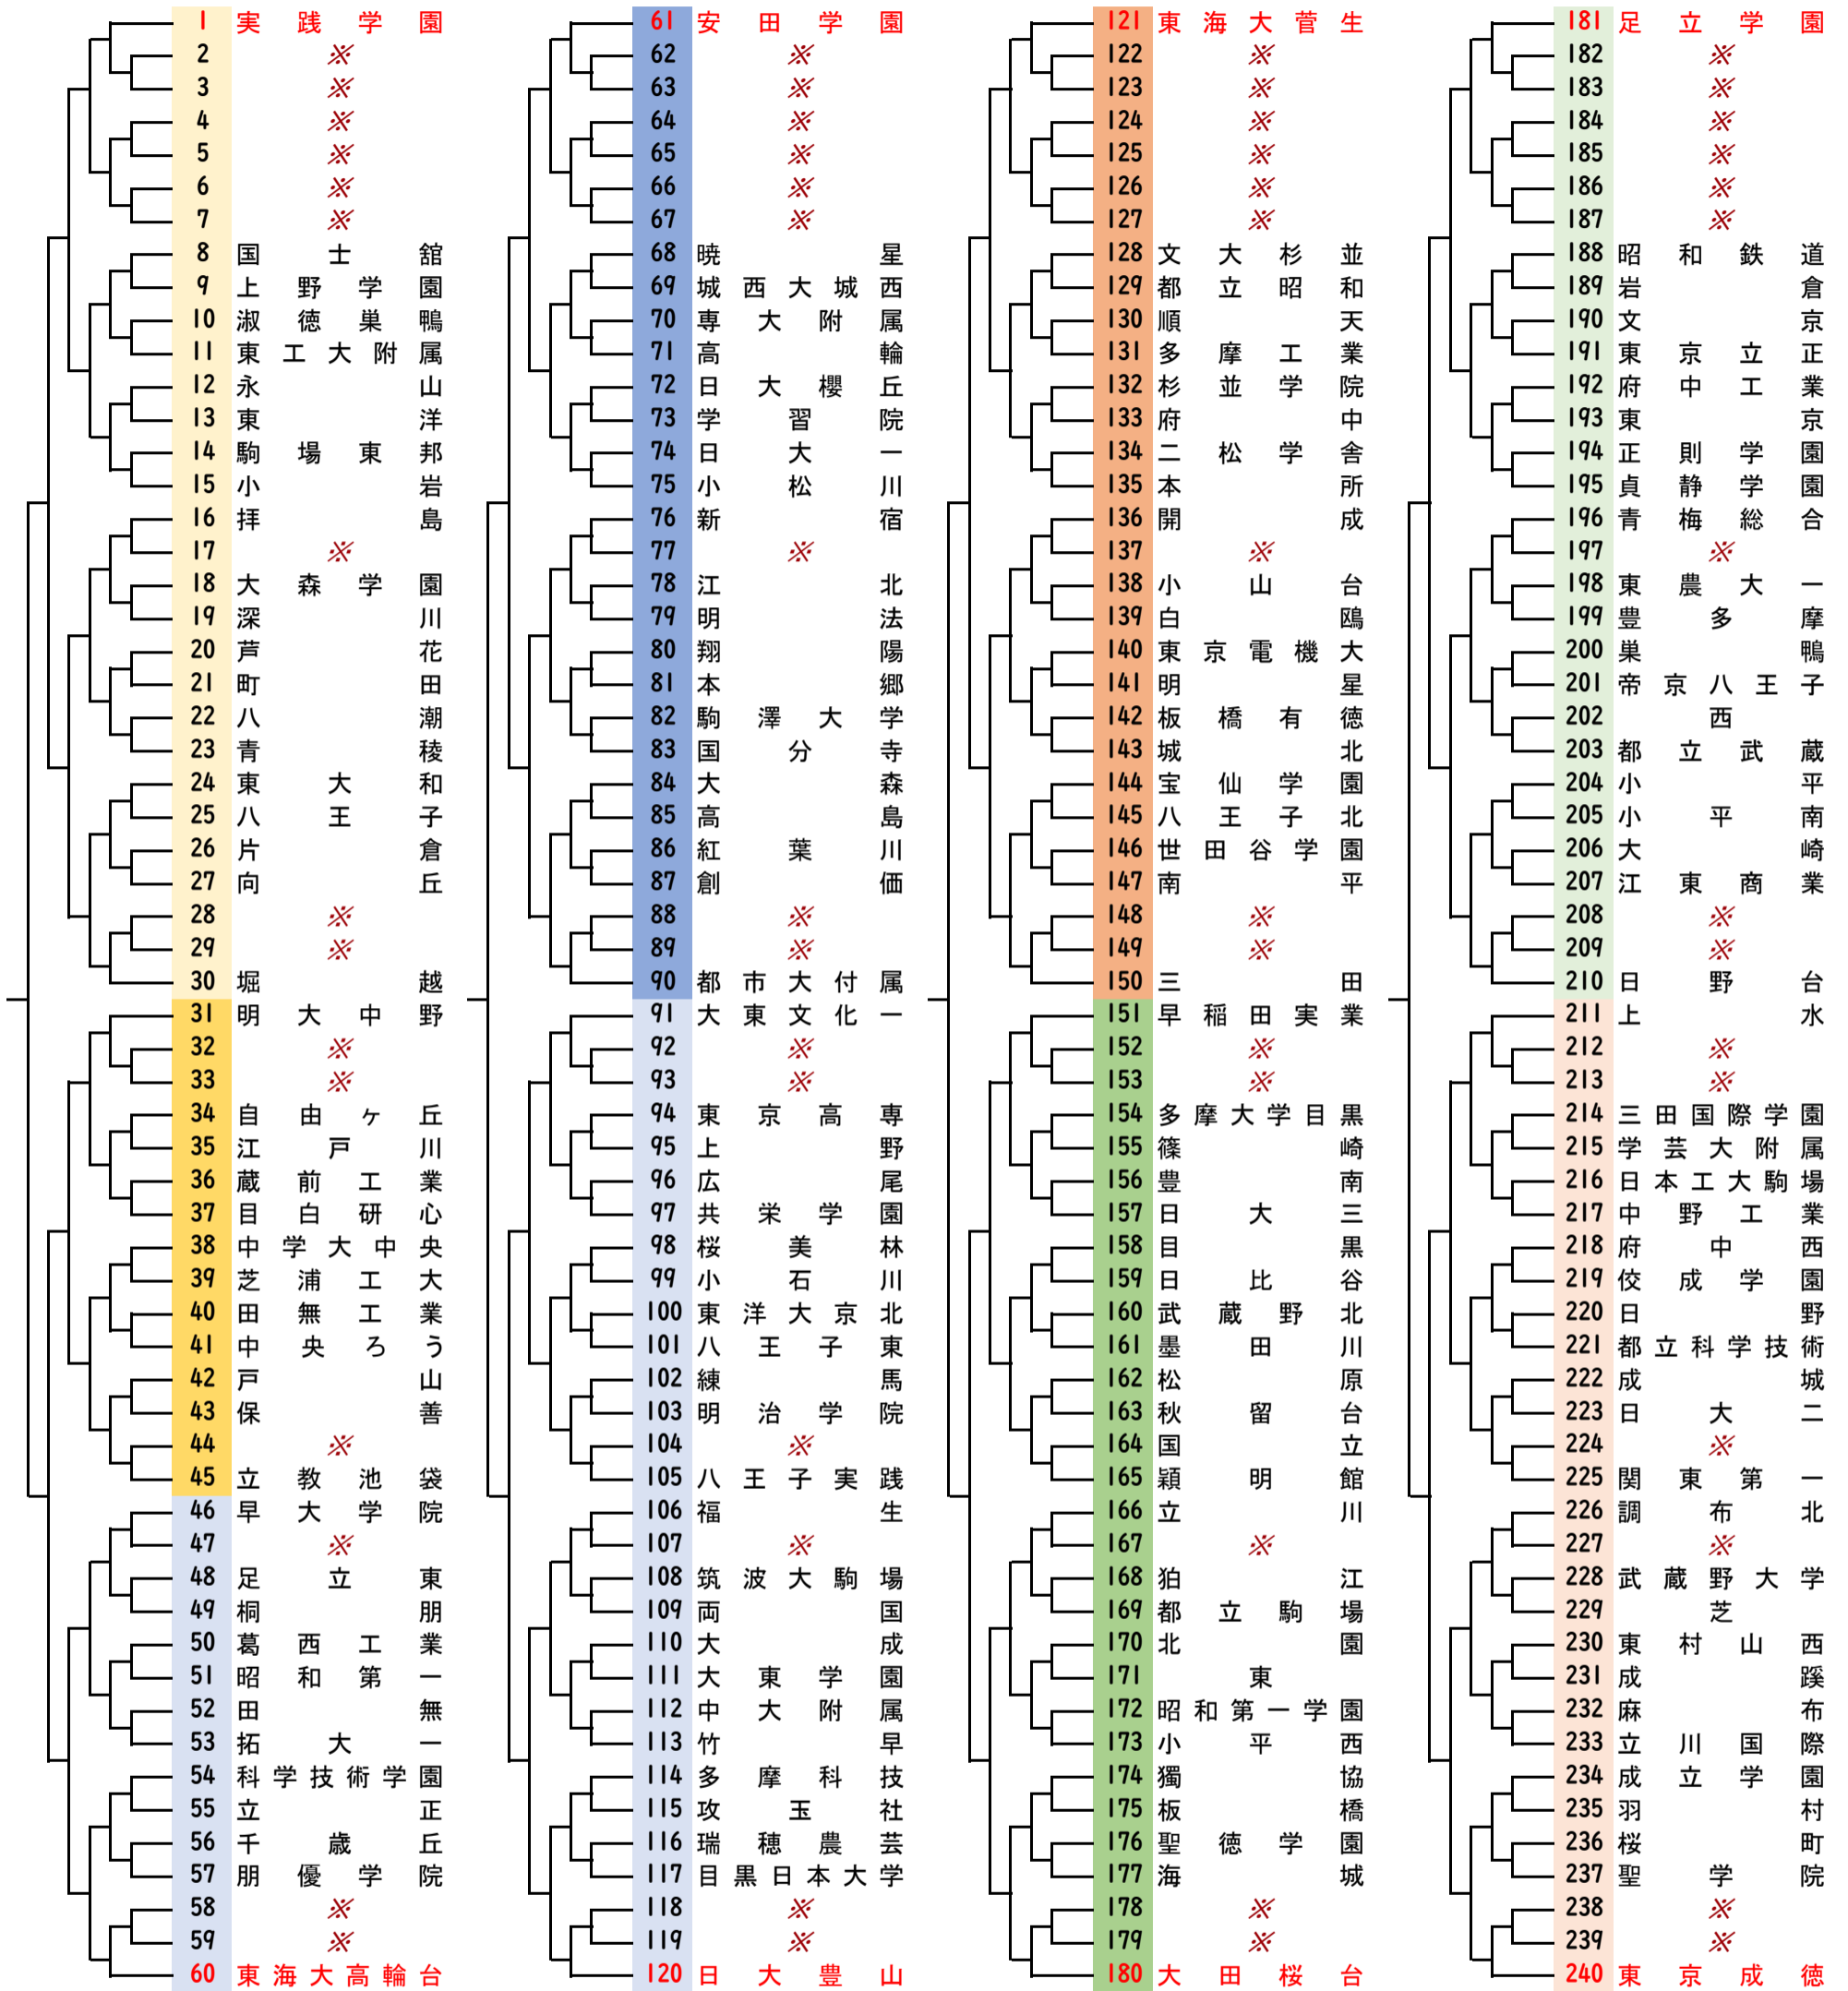 1 実践学園
2 ※
3 ※
4 ※
5 ※
6 ※
7 ※
8 国士舘
9 上野学園
10 淑徳巣鴨
11 東工大附属
12 永山
13 東洋
14 駒場東邦
15 小岩
16 拝島
17 ※
18 大森学園
19 深川
20 芦花
21 町田
22 八潮
23 青稜
24 東大和
25 八王子
26 片倉
27 向丘
28 ※
29 ※
30 堀越
31 明大中野
32 ※
33 ※
34 自由ヶ丘
35 江戸川
36 蔵前工業
37 目白研心
38 中学大中央
39 芝浦工大
40 田無工業
41 中央ろう
42 戸山
43 保善
44 ※
45 立教池袋
46 早大学院
47 ※
48 足立東
49 桐朋
50 葛西工業
51 昭和第一
52 田無
53 拓大一
54 科学技術学園
55 立正
56 千歳丘
57 朋優学院
58 ※
59 ※
60 東海大高輪台
61 安田学園
62 ※
63 ※
64 ※
65 ※
66 ※
67 ※
68 暁星
69 城西大城西
70 専大附属
71 高輪
72 日大櫻丘
73 学習院
74 日大一
75 小松川
76 新宿
77 ※
78 江北
79 明法
80 翔陽
81 本郷
82 駒澤大学
83 国分寺
84 大森
85 高島
86 紅葉川
87 創価
88 ※
89 ※
90 都市大付属
91 大東文化一
92 ※
93 ※
94 東京高専
95 上野
96 広尾
97 共栄学園
98 桜美林
99 小石川
100 東洋大京北
101 八王子東
102 練馬
103 明治学院
104 ※
105 八王子実践
106 福生
107 ※
108 筑波大駒場
109 両国
110 大成
111 大東学園
112 中大附属
113 竹早
114 多摩科技
115 攻玉社
116 瑞穂農芸
117 目黒日本大学
118 ※
119 ※
120 日大豊山
121 東海大菅生
122 ※
123 ※
124 ※
125 ※
126 ※
127 ※
128 文大杉並
129 都立昭和
130 順天
131 多摩工業
132 杉並学院
133 府中
134 二松学舎
135 本所
136 開成
137 ※
138 小山台
139 白鴎
140 東京電機大
141 明星
142 板橋有徳
143 城北
144 宝仙学園
145 八王子北
146 世田谷学園
147 南平
148 ※
149 ※
150 三田
151 早稲田実業
152 ※
153 ※
154 多摩大学目黒
155 篠崎
156 豊南
157 日大三
158 目黒
159 日比谷
160 武蔵野北
161 墨田川
162 松原
163 秋留台
164 国立
165 穎明館
166 立川
167 ※
168 狛江
169 都立駒場
170 北園
171 東
172 昭和第一学園
173 小平西
174 獨協
175 板橋
176 聖徳学園
177 海城
178 ※
179 ※
180 大田桜台
181 足立学園
182 ※
183 ※
184 ※
185 ※
186 ※
187 ※
188 昭和鉄道
189 岩倉
190 文京
191 東京立正
192 府中工業
193 東京
194 正則学園
195 貞静学園
196 青梅総合
197 ※
198 東農大一
199 豊多摩
200 巣鴨
201 帝京八王子
202 西
203 都立武蔵
204 小平
205 小平南
206 大崎
207 江東商業
208 ※
209 ※
210 日野台
211 上水
212 ※
213 ※
214 三田国際学園
215 学芸大附属
216 日本工大駒場
217 中野工業
218 府中西
219 佼成学園
220 日野
221 都立科学技術
222 成城
223 日大二
224 ※
225 関東第一
226 調布北
227 ※
228 武蔵野大学
229 芝
230 東村山西
231 成蹊
232 麻布
233 立川国際
234 成立学園
235 羽村
236 桜町
237 聖学院
238 ※
239 ※
240 東京成徳